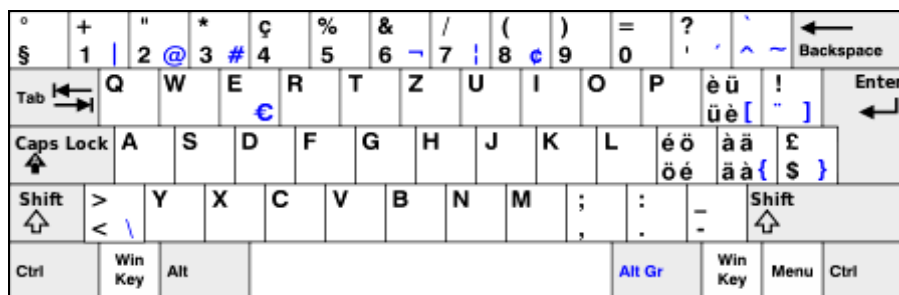 ° + " * ç % & / ( ) = ? `
§ 1 | 2 @ 3 # 4 5 6 ¬ 7 ¦ 8 ¢ 9 0 ' ´ ^ ~ Backspace
Tab Q W E € R T Z U I O P è ü ü è [ ! ¨ ] Enter
Caps Lock A S D F G H J K L é ö ö é à ä ä à { £ $ }
Shift > < \ Y X C V B N M ; , : . _ - Shift
Ctrl Win Key Alt Alt Gr Win Key Menu Ctrl